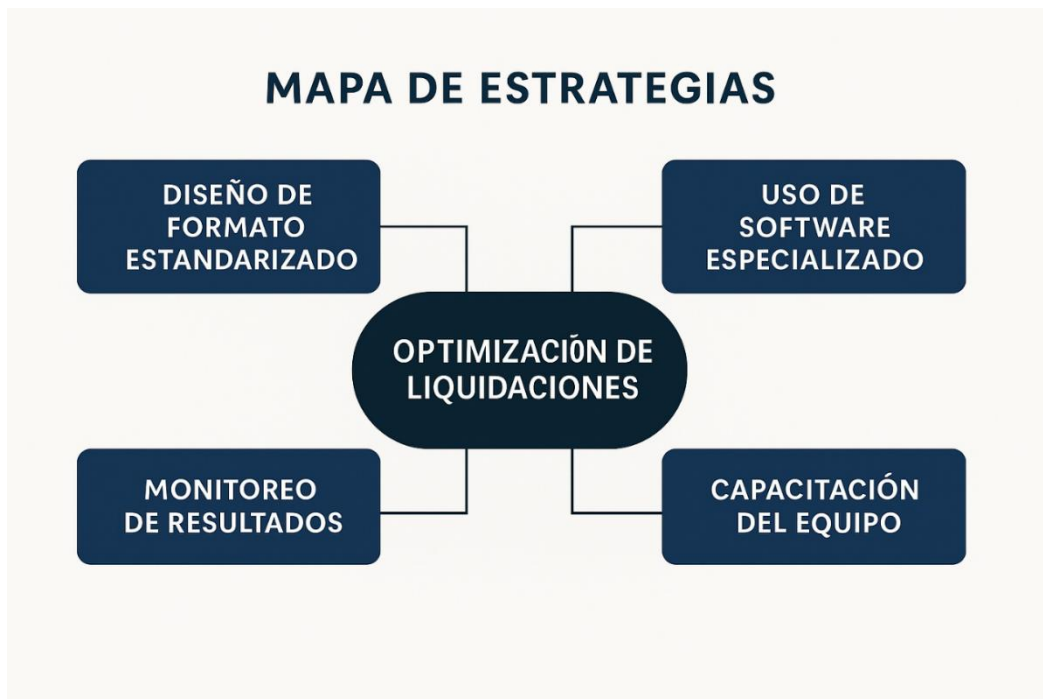 MAPA DE ESTRATEGIAS
DISEÑO DE
FORMATO
ESTANDARIZADO
USO DE
SOFTWARE
ESPECIALIZADO
OPTIMIZACIŐN DE
LIQUIDACIONES
MONITOREO
DE RESULTADOS
CAPACITACIÓN
DEL EQUIPO